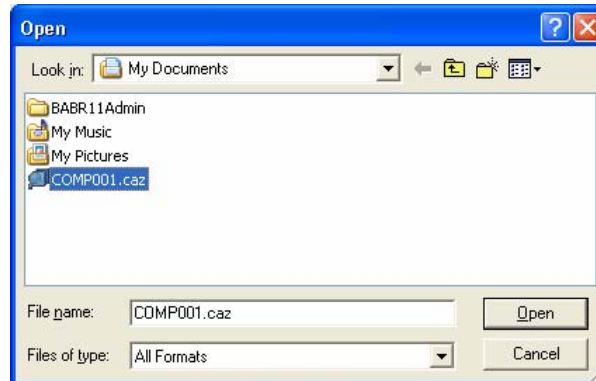 Open
Look in: My Documents
BABR11Admin
My Music
My Pictures
COMP001.caz
File name: COMP001.caz Open
Files of type: All Formats Cancel